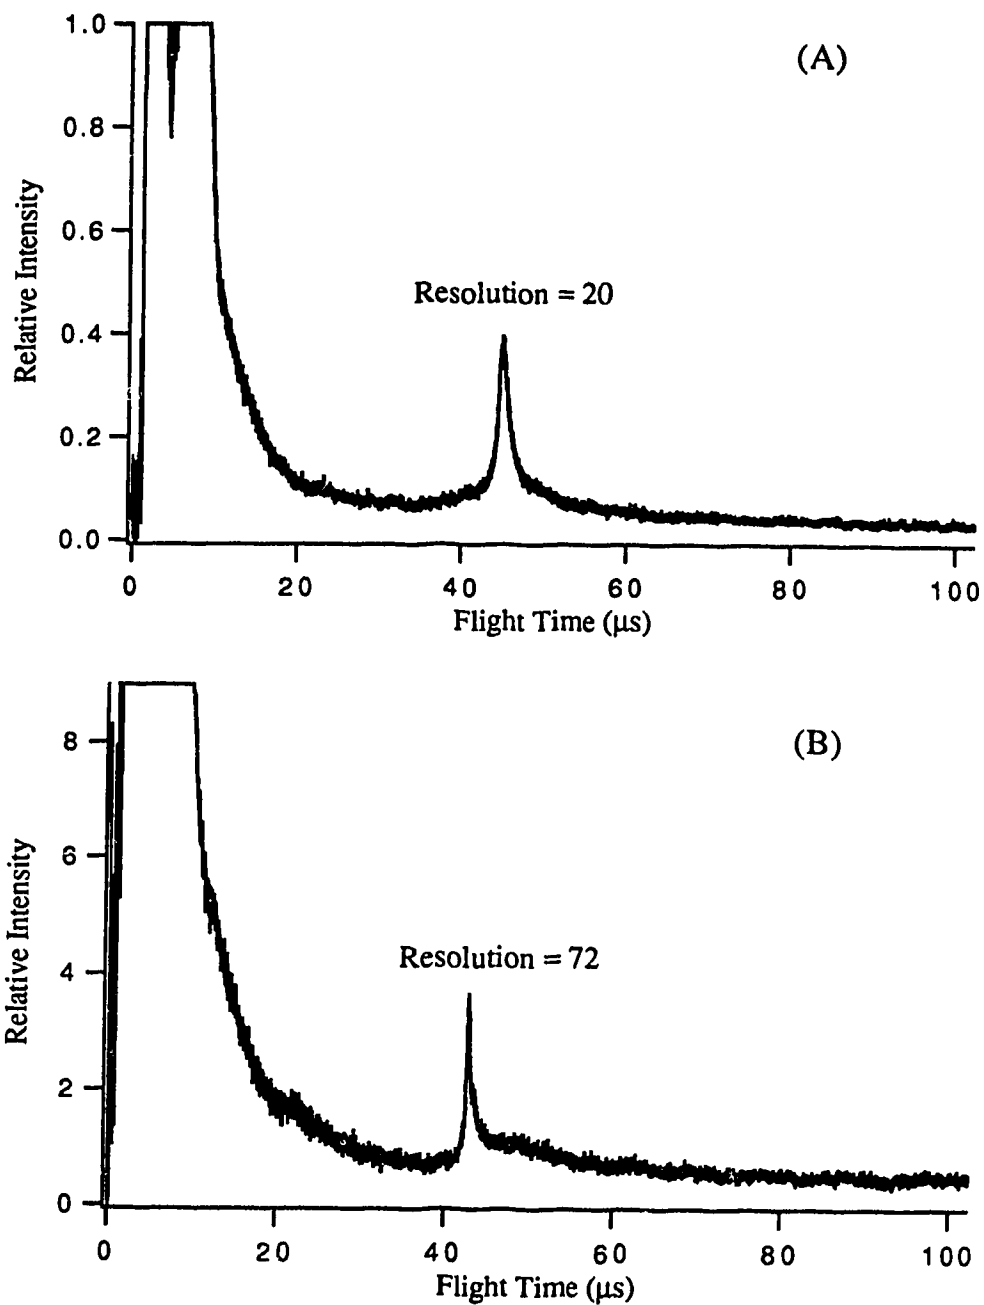 (A)
1.0
0.8
0.6
0.4
0.2
0.0
Relative Intensity
Resolution = 20
0 20 40 60 80 100
Flight Time (μs)
(B)
8
6
4
2
0
Relative Intensity
Resolution = 72
0 20 40 60 80 100
Flight Time (μs)